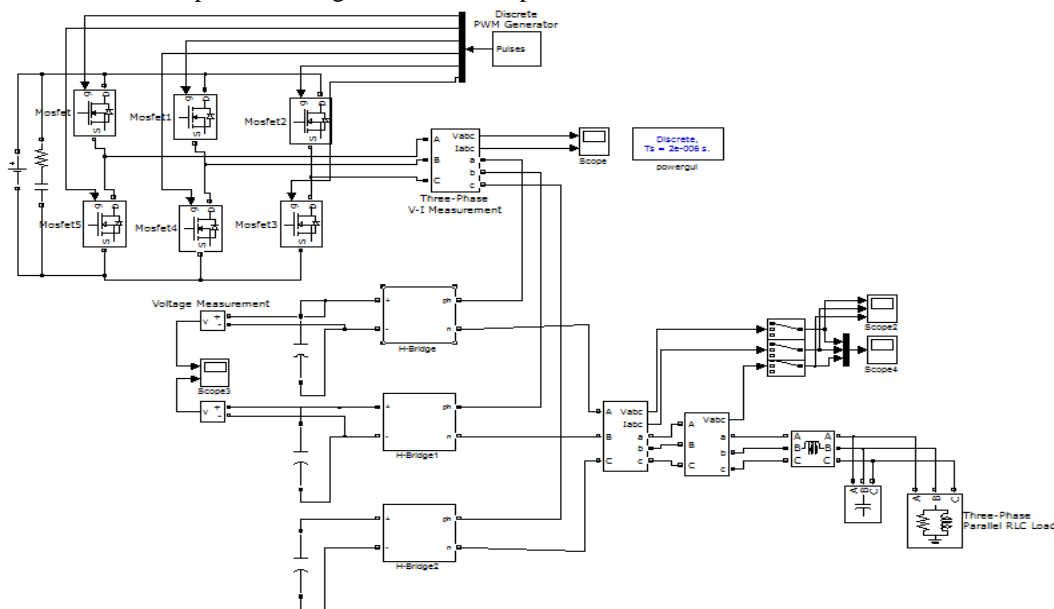 Discrete
PWM Generator
Pulses
g
D
S
Mosfet
g
D
S
Mosfet1
g
D
S
Mosfet2
g
D
S
Mosfet5
g
D
S
Mosfet4
g
D
S
Mosfet3
A
B
C
Vabc
Iabc
a
b
c
Three-Phase
V-I Measurement
Scope
Discrete,
Ts = 2e-006 s.
powergui
Voltage Measurement
v
+
-
Scope3
v
+
-
+
-
ph
n
H-Bridge
+
-
ph
n
H-Bridge1
+
-
ph
n
H-Bridge2
A
B
C
Vabc
Iabc
a
b
c
A
B
C
Vabc
a
b
c
Scope2
Scope4
A
B
C
A
B
C
A
B
C
A
B
C
Three-Phase
Parallel RLC Load